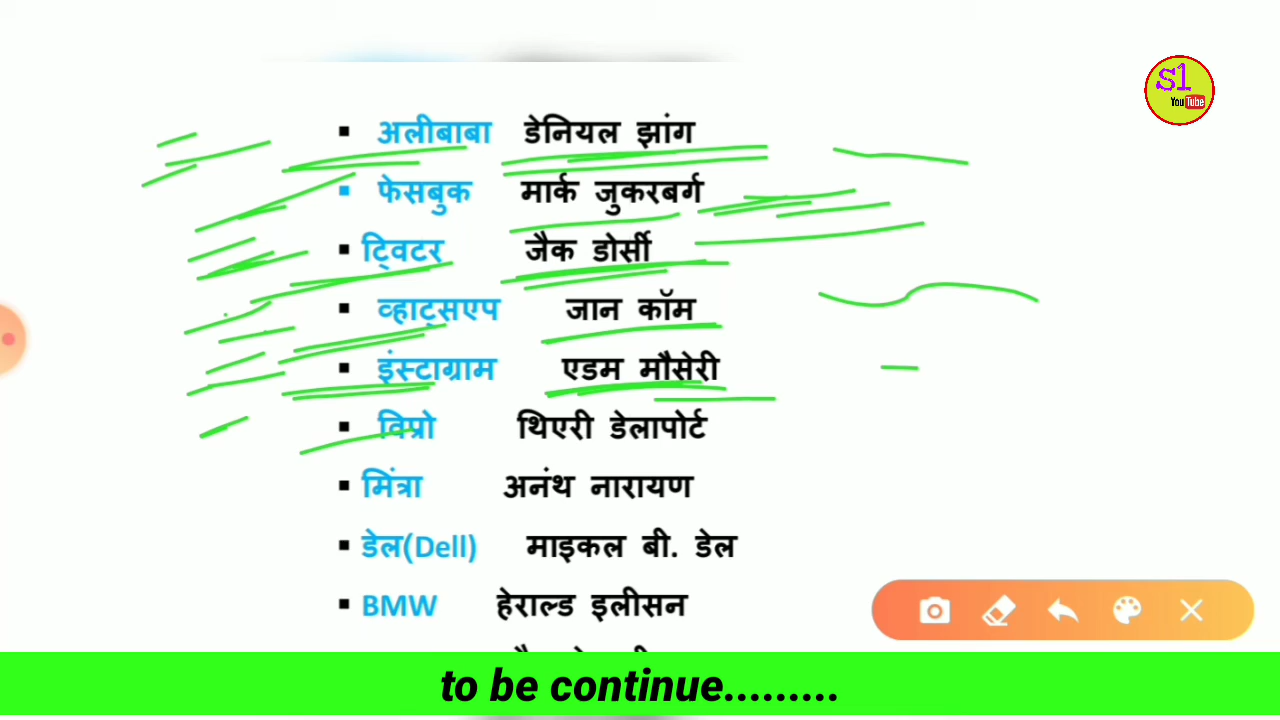 S1
YouTube
▪ अलीबाबा डेनियल झांग
▪ फेसबुक मार्क जुकरबर्ग
▪ ट्विटर जैक डोर्सी
▪ व्हाट्सएप जान कॉम
▪ इंस्टाग्राम एडम मौसेरी
▪ विप्रो थिएरी डेलापोर्ट
▪ मिंत्रा अनंथ नारायण
▪ डेल(Dell) माइकल बी. डेल
▪ BMW हेराल्ड इलीसन
to be continue.........